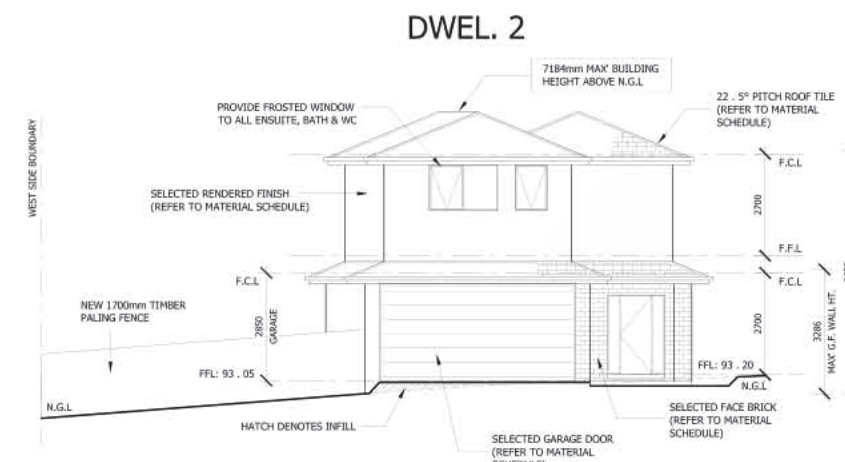 DWEL. 2
7184mm MAX' BUILDING
HEIGHT ABOVE N.G.L
PROVIDE FROSTED WINDOW
TO ALL ENSUITE, BATH & WC
22 . 5° PITCH ROOF TILE
(REFER TO MATERIAL
SCHEDULE)
WEST SIDE BOUNDARY
F.C.L
SELECTED RENDERED FINISH
(REFER TO MATERIAL SCHEDULE)
2700
F.F.L
F.C.L
F.C.L
NEW 1700mm TIMBER
PALING FENCE
2850
GARAGE
2700
3286
MAX' G.F. WALL HT.
FFL: 93 . 05
FFL: 93 . 20
N.G.L
N.G.L
HATCH DENOTES INFILL
SELECTED FACE BRICK
(REFER TO MATERIAL
SCHEDULE)
SELECTED GARAGE DOOR
(REFER TO MATERIAL
SCHEDULE)